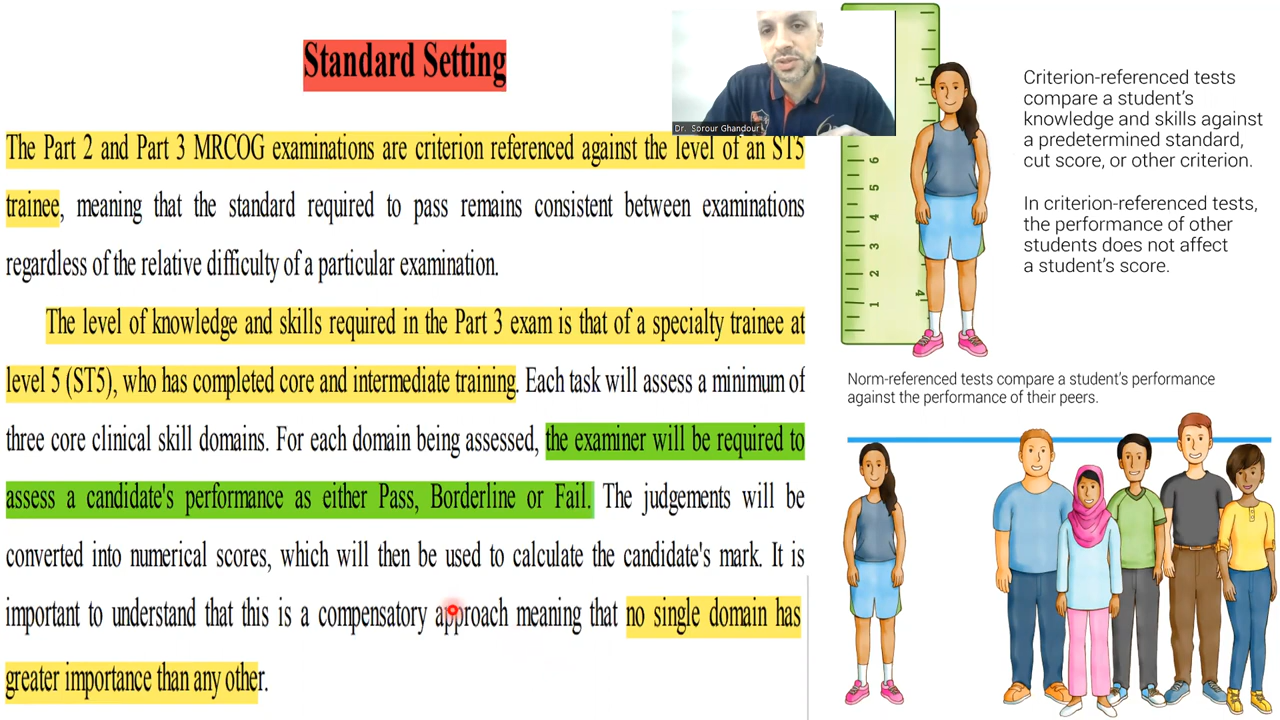 Standard Setting
The Part 2 and Part 3 MRCOG examinations are criterion referenced against the level of an ST5
trainee, meaning that the standard required to pass remains consistent between examinations
regardless of the relative difficulty of a particular examination.
The level of knowledge and skills required in the Part 3 exam is that of a specialty trainee at
level 5 (ST5), who has completed core and intermediate training. Each task will assess a minimum of
three core clinical skill domains. For each domain being assessed, the examiner will be required to
assess a candidate's performance as either Pass, Borderline or Fail. The judgements will be
converted into numerical scores, which will then be used to calculate the candidate's mark. It is
important to understand that this is a compensatory approach meaning that no single domain has
greater importance than any other.
Dr. Sorour Ghandour
Criterion-referenced tests
compare a student's
knowledge and skills against
a predetermined standard,
cut score, or other criterion.
In criterion-referenced tests,
the performance of other
students does not affect
a student's score.
1
6
5
4
3
2
1
4
Norm-referenced tests compare a student's performance
against the performance of their peers.